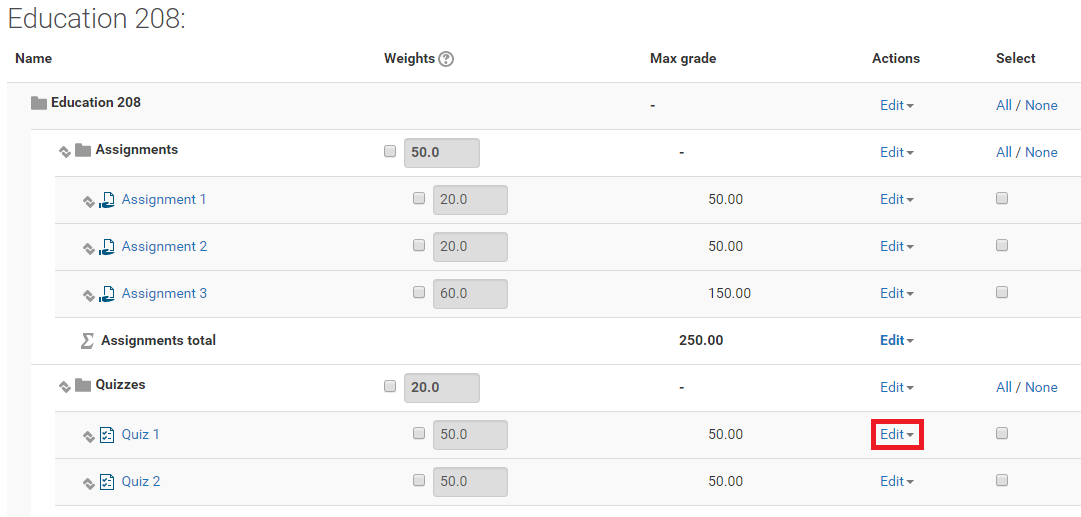 Education 208:
Name Weights ? Max grade Actions Select
Education 208 - Edit All / None
Assignments 50.0 - Edit All / None
Assignment 1 20.0 50.00 Edit
Assignment 2 20.0 50.00 Edit
Assignment 3 60.0 150.00 Edit
Assignments total 250.00 Edit
Quizzes 20.0 - Edit All / None
Quiz 1 50.0 50.00 Edit
Quiz 2 50.0 50.00 Edit